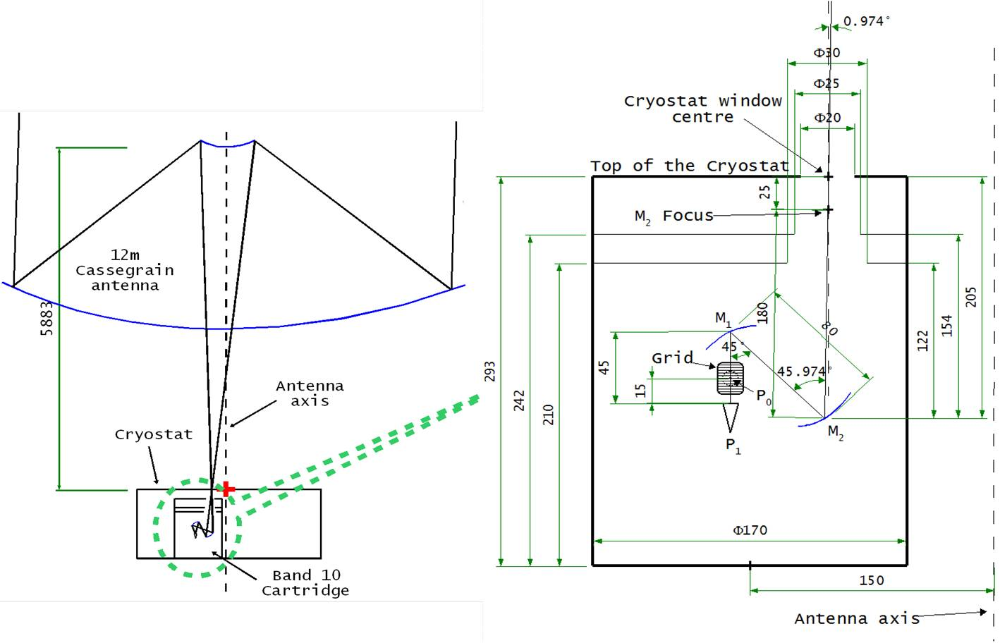 5883
12m
Cassegrain
antenna
Antenna
axis
Cryostat
Band 10
Cartridge
0.974°
Φ30
Φ25
Φ20
Cryostat window
centre
Top of the Cryostat
25
M2 Focus
M1
180
80
45°
Grid
45.974°
P0
P1
M2
45
15
293
242
210
122
154
205
Φ170
150
Antenna axis